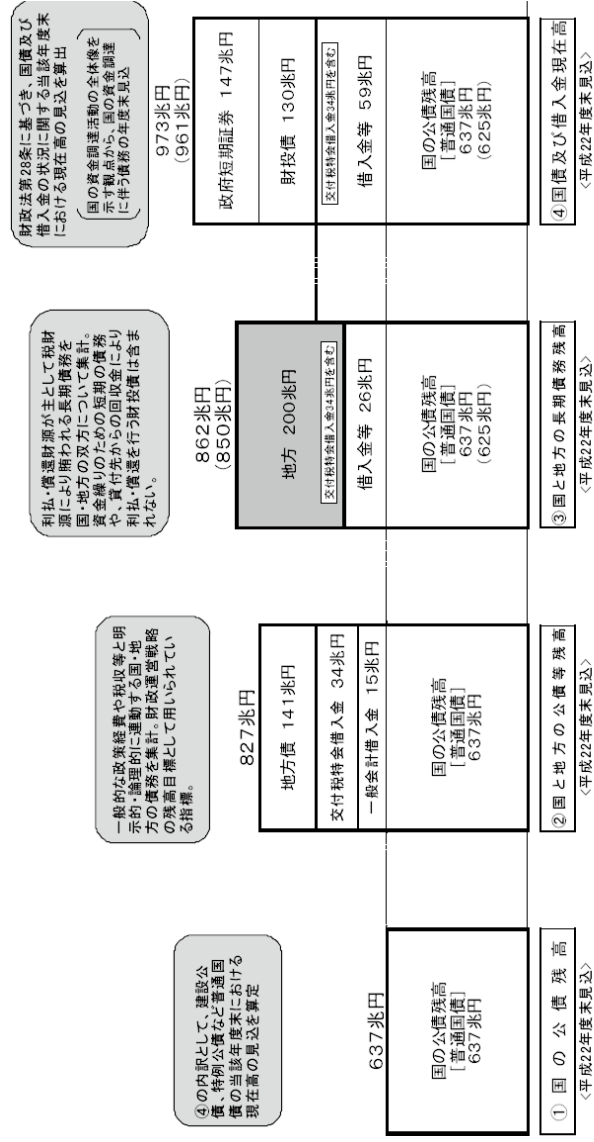 ④の内訳として、建設公
債、特例公債など普通国
債の当該年度末における
現在高の見込を算定
637兆円
国の公債残高
[普通国債]
637兆円
① 国の公債残高
<平成22年度末見込>
一般的な政策経費や税収等と明
示的・論理的に連動する国・地
方の債務を集計。財政運営戦略
の残高目標として用いられてい
る指標。
827兆円
地方債 141兆円
交付税特会借入金 34兆円
一般会計借入金 15兆円
国の公債残高
[普通国債]
637兆円
②国と地方の公債等残高
<平成22年度末見込>
利払・償還財源が主として税財
源により賄われる長期債務を
国・地方の双方について集計。
資金繰りのための短期の債務
や、貸付先からの回収金により
利払・償還を行う財投債は含ま
れない。
862兆円
(850兆円)
地方 200兆円
交付税特会借入金34兆円を含む
借入金等 26兆円
国の公債残高
[普通国債]
637兆円
(625兆円)
③国と地方の長期債務残高
<平成22年度末見込>
財政法第28条に基づき、国債及び
借入金の状況に関する当該年度末
における現在高の見込を算出
国の資金調達活動の全体像を
示す観点から、国の資金調達
に伴う債務の年度末見込
973兆円
(961兆円)
政府短期証券 147兆円
財投債 130兆円
交付税特会借入金34兆円を含む
借入金等 59兆円
国の公債残高
[普通国債]
637兆円
(625兆円)
④国債及び借入金現在高
<平成22年度末見込>